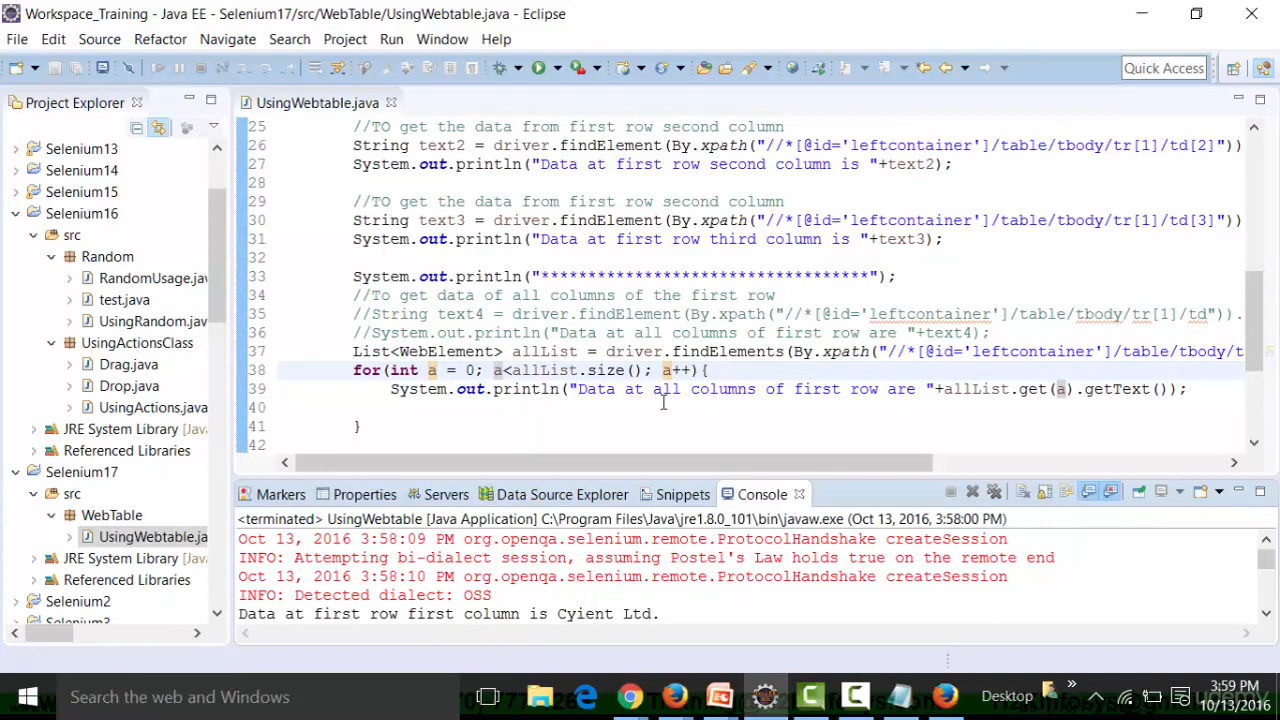 Workspace_Training - Java EE - Selenium17/src/WebTable/UsingWebtable.java - Eclipse
File Edit Source Refactor Navigate Search Project Run Window Help
Quick Access
Project Explorer
Selenium13
Selenium14
Selenium15
Selenium16
src
Random
RandomUsage.jav
test.java
UsingRandom.jav
UsingActionsClass
Drag.java
Drop.java
UsingActions.java
JRE System Library
Referenced Libraries
Selenium17
src
WebTable
UsingWebtable.ja
JRE System Library
Referenced Libraries
Selenium2
UsingWebtable.java
25 //TO get the data from first row second column
26 String text2 = driver.findElement(By.xpath("//*[@id='leftcontainer']/table/tbody/tr[1]/td[2]")
27 System.out.println("Data at first row second column is "+text2);
28
29 //TO get the data from first row second column
30 String text3 = driver.findElement(By.xpath("//*[@id='leftcontainer']/table/tbody/tr[1]/td[3]")
31 System.out.println("Data at first row third column is "+text3);
32
33 System.out.println("***********************************");
34 //To get data of all columns of the first row
35 //String text4 = driver.findElement(By.xpath("//*[@id='leftcontainer']/table/tbody/tr[1]/td")).
36 //System.out.println("Data at all columns of first row are "+text4);
37 List<WebElement> allList = driver.findElements(By.xpath("//*[@id='leftcontainer']/table/tbody/t
38 for(int a = 0; a<allList.size(); a++){
39 System.out.println("Data at all columns of first row are "+allList.get(a).getText());
40
41 }
42
Markers Properties Servers Data Source Explorer Snippets Console
<terminated> UsingWebtable [Java Application] C:\Program Files\Java\jre1.8.0_101\bin\javaw.exe (Oct 13, 2016 3:58:00 PM)
Oct 13, 2016 3:58:09 PM org.openqa.selenium.remote.ProtocolHandshake createSession
INFO: Attempting bi-dialect session, assuming Postel's Law holds true on the remote end
Oct 13, 2016 3:58:10 PM org.openqa.selenium.remote.ProtocolHandshake createSession
INFO: Detected dialect: OSS
Data at first row first column is Cyient Ltd.
Search the web and Windows
Desktop
3:59 PM
10/13/2016